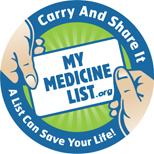 Carry And Share It
MY
MEDICINE
LIST.org
A List Can Save Your Life!